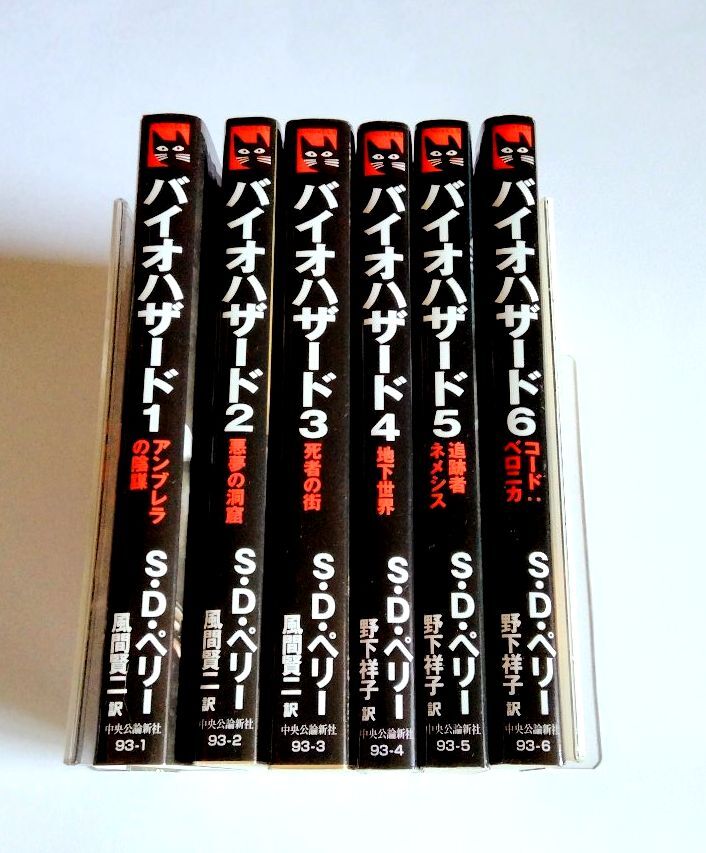 バイオハザード1
アンブレラ
の陰謀
S・D・ペリー
風間賢二 訳
中央公論新社
93-1
バイオハザード2
悪夢の洞窟
S・D・ペリー
風間賢二 訳
中央公論新社
93-2
バイオハザード3
死者の街
S・D・ペリー
風間賢二 訳
中央公論新社
93-3
バイオハザード4
地下世界
S・D・ペリー
野下祥子 訳
中央公論新社
93-4
バイオハザード5
追跡者
ネメシス
S・D・ペリー
野下祥子 訳
中央公論新社
93-5
バイオハザード6
コード:
ベロニカ
S・D・ペリー
野下祥子 訳
中央公論新社
93-6